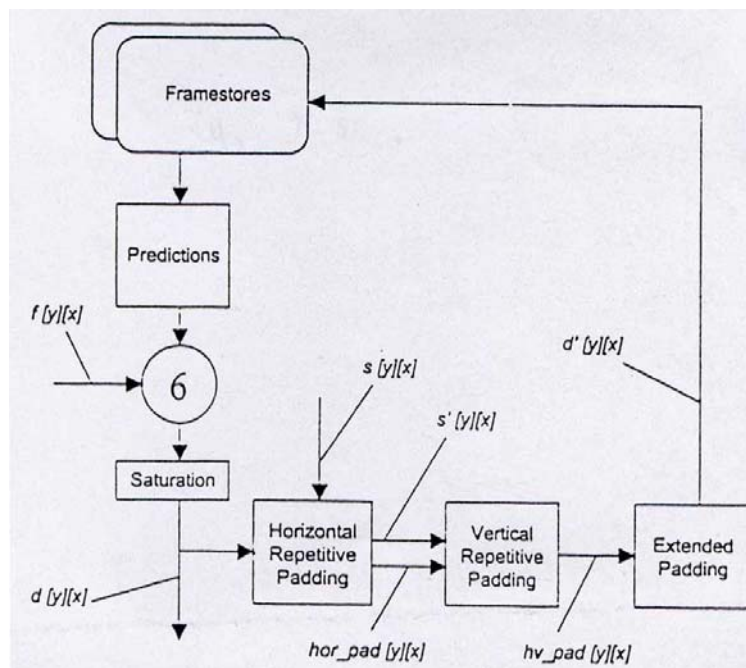 Framestores
Predictions
f [y][x]
6
s [y][x]
s' [y][x]
d' [y][x]
Saturation
Horizontal
Repetitive
Padding
Vertical
Repetitive
Padding
Extended
Padding
d [y][x]
hor_pad [y][x]
hv_pad [y][x]